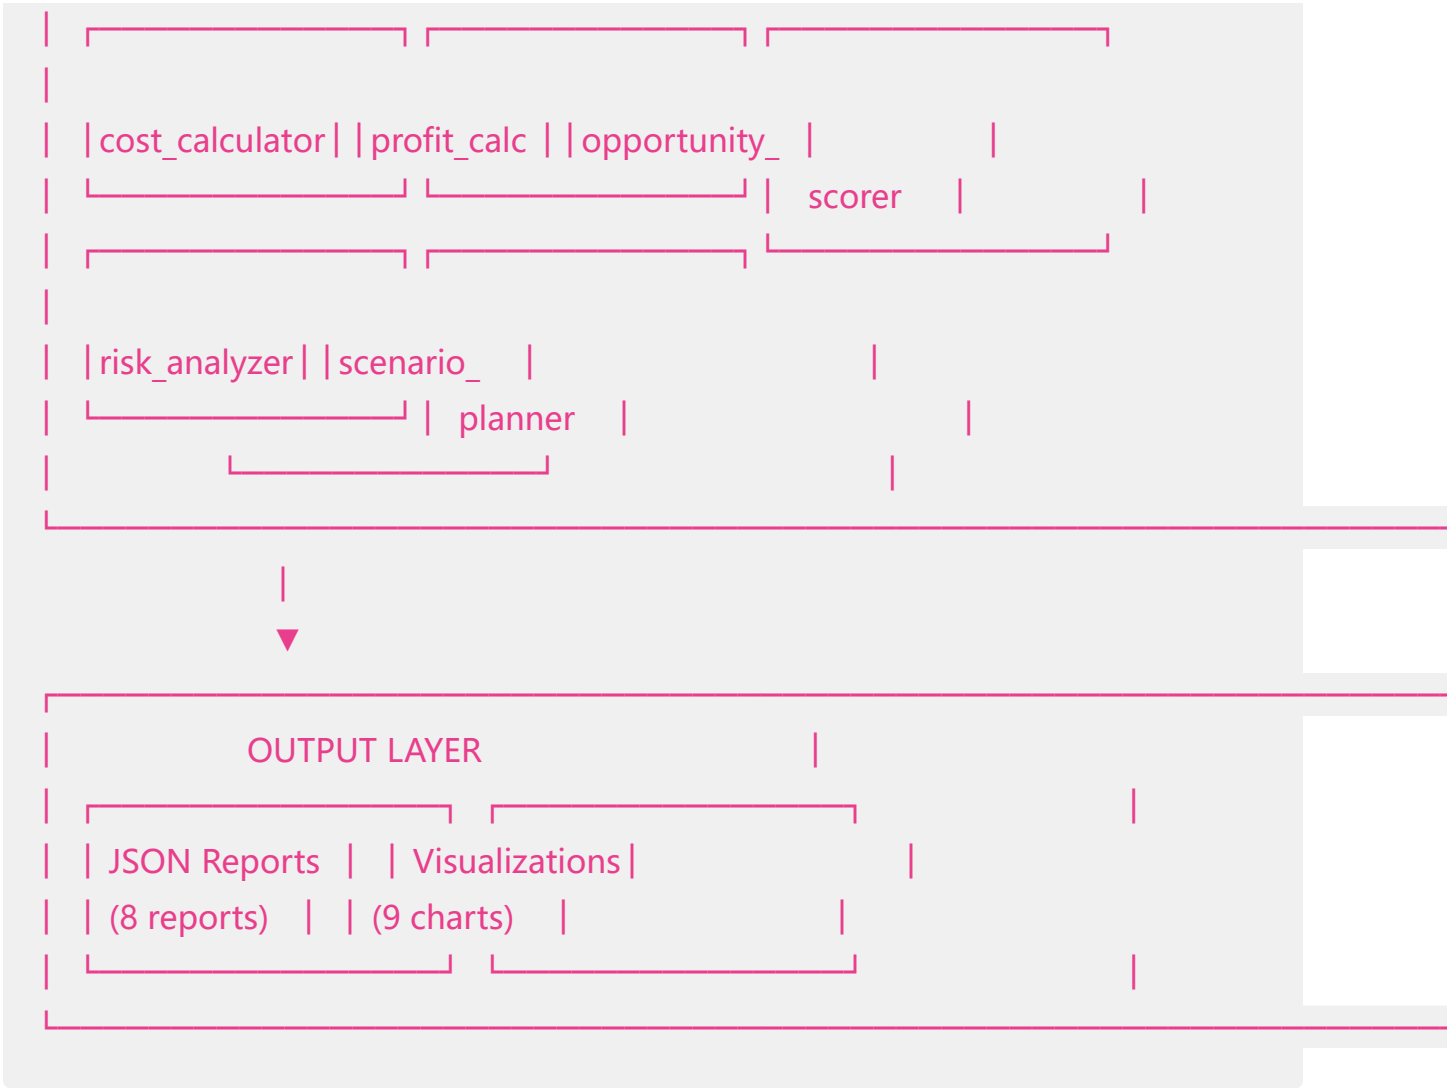 cost_calculator profit_calc opportunity_
scorer
risk_analyzer scenario_
planner
▼
OUTPUT LAYER
JSON Reports Visualizations
(8 reports) (9 charts)